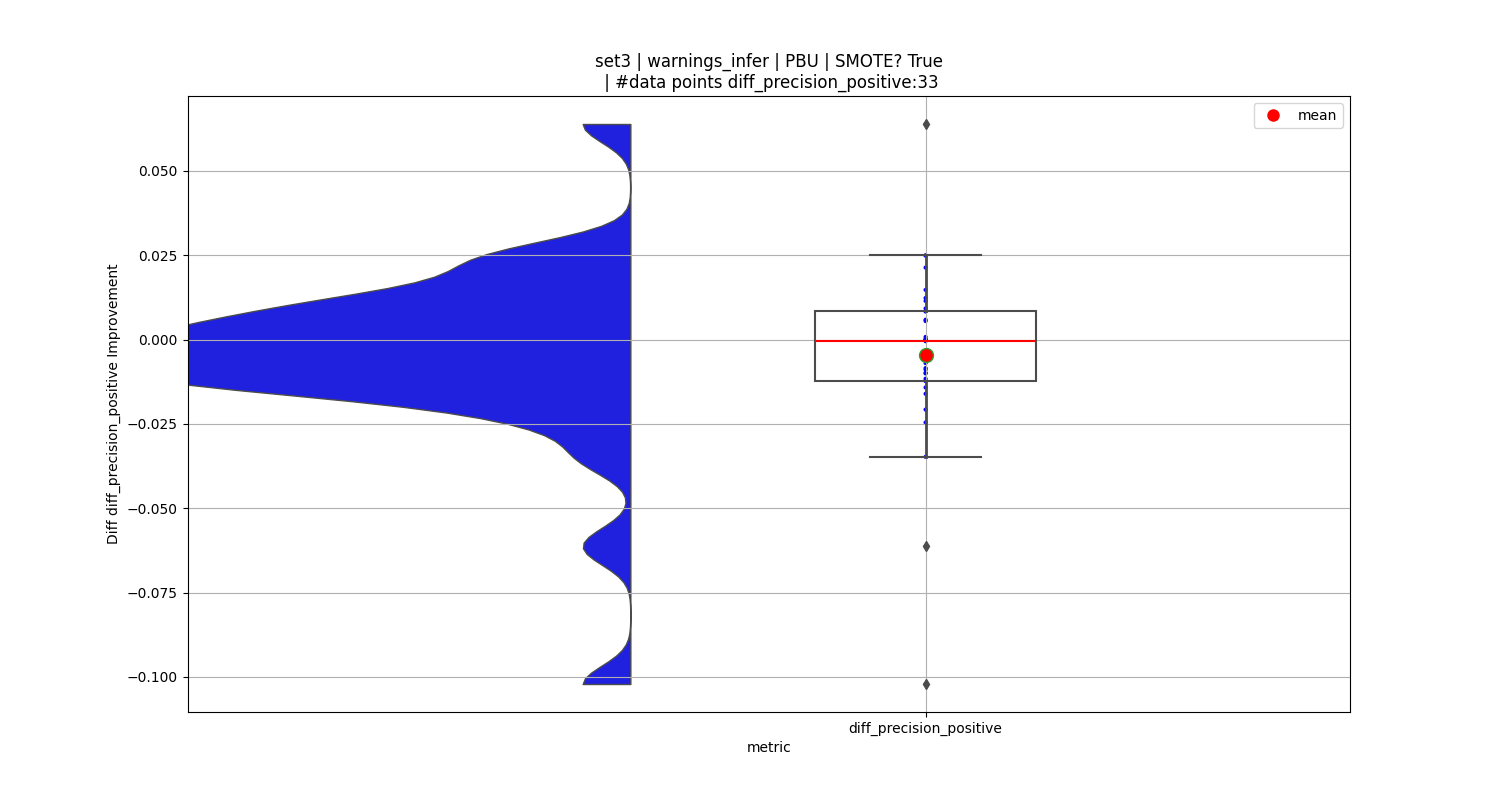 set3 | warnings_infer | PBU | SMOTE? True
| #data points diff_precision_positive:33
mean
0.050
0.025
0.000
−0.025
−0.050
−0.075
−0.100
Diff diff_precision_positive Improvement
diff_precision_positive
metric